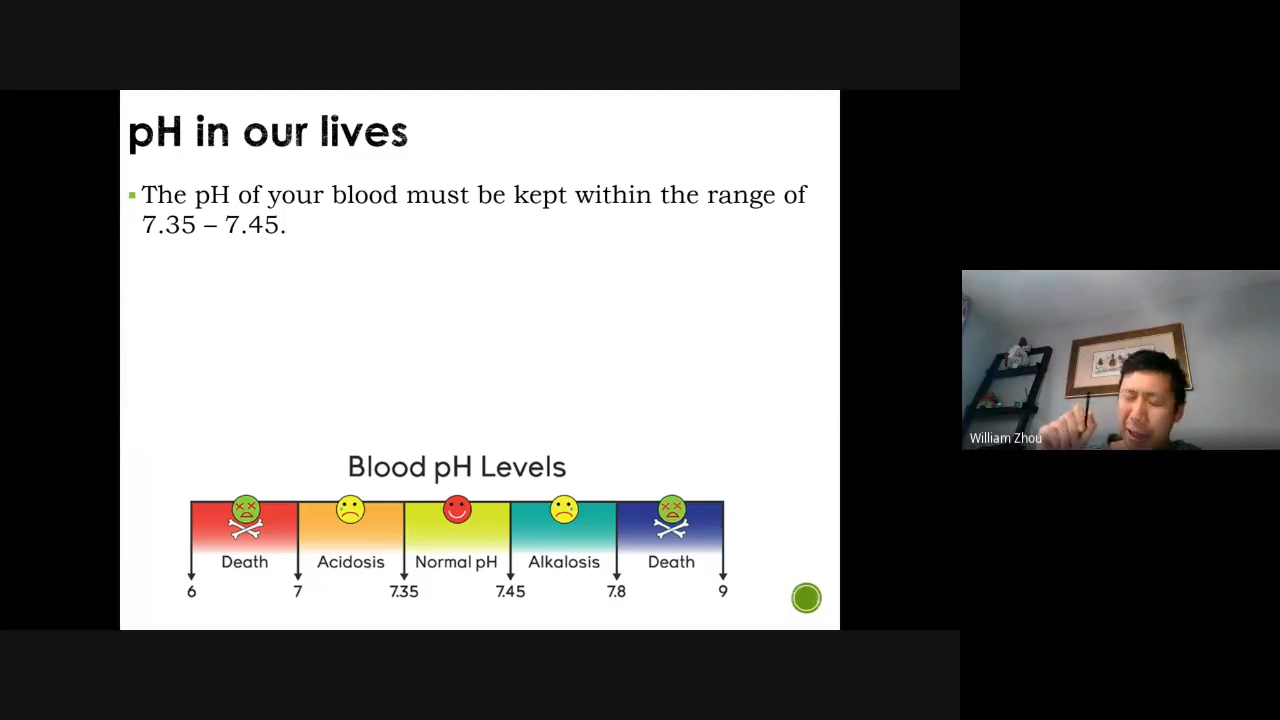 pH in our lives
▪ The pH of your blood must be kept within the range of
7.35 – 7.45.
Blood pH Levels
Death Acidosis Normal pH Alkalosis Death
6 7 7.35 7.45 7.8 9
William Zhou